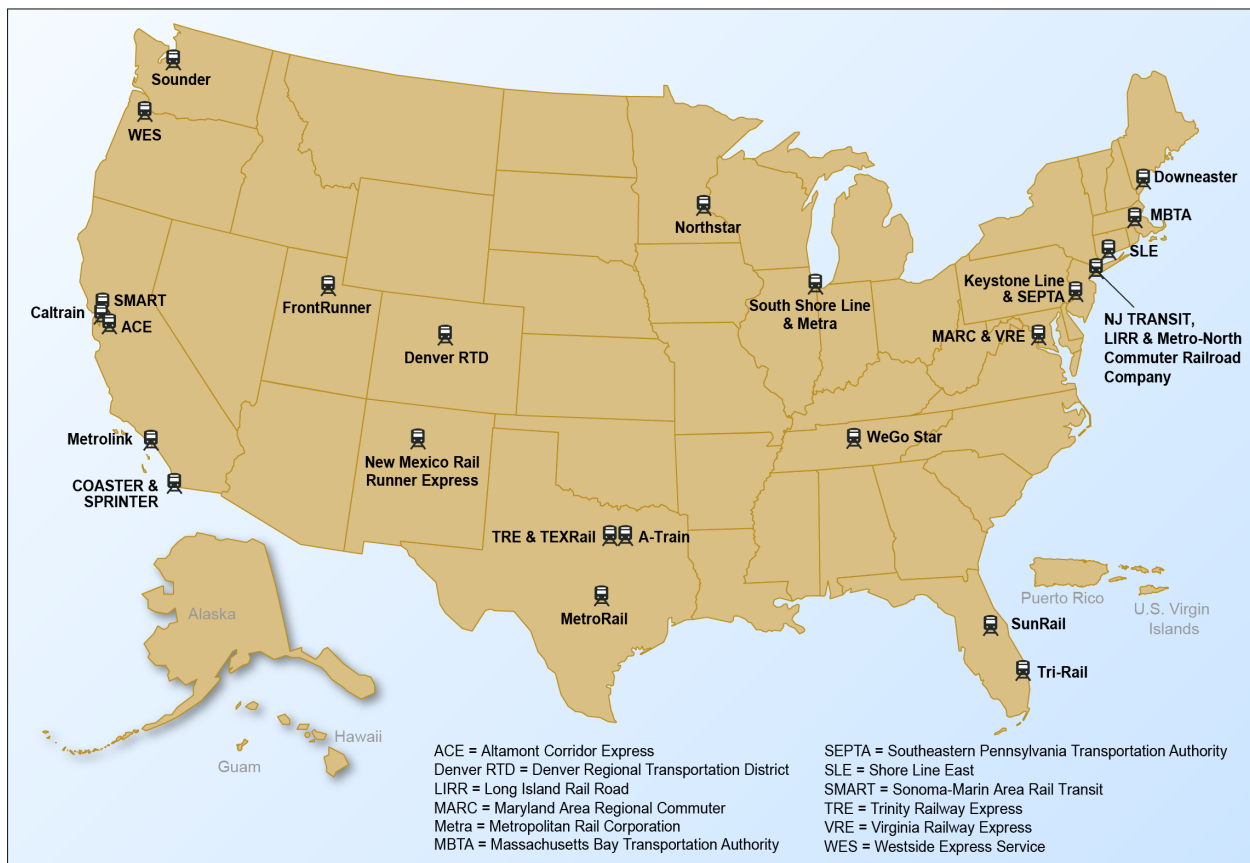 Sounder
WES
Downeaster
MBTA
Northstar
SLE
Keystone Line
& SEPTA
SMART
Caltrain
ACE
FrontRunner
South Shore Line
& Metra
NJ TRANSIT,
LIRR & Metro-North
Commuter Railroad
Company
Denver RTD
MARC & VRE
Metrolink
WeGo Star
New Mexico Rail
Runner Express
COASTER &
SPRINTER
TRE & TEXRail
A-Train
MetroRail
Alaska
Puerto Rico
U.S. Virgin
Islands
SunRail
Tri-Rail
Hawaii
Guam
ACE = Altamont Corridor Express
Denver RTD = Denver Regional Transportation District
LIRR = Long Island Rail Road
MARC = Maryland Area Regional Commuter
Metra = Metropolitan Rail Corporation
MBTA = Massachusetts Bay Transportation Authority
SEPTA = Southeastern Pennsylvania Transportation Authority
SLE = Shore Line East
SMART = Sonoma-Marin Area Rail Transit
TRE = Trinity Railway Express
VRE = Virginia Railway Express
WES = Westside Express Service